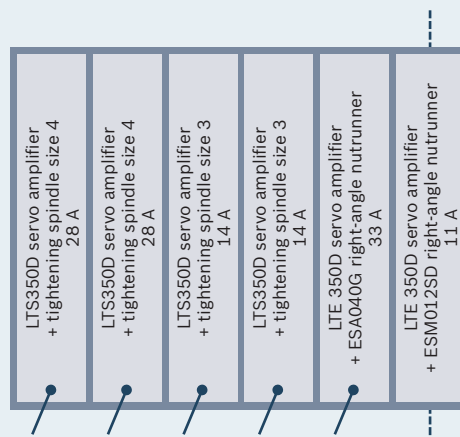 LTS350D servo amplifier
+ tightening spindle size 4
28 A
LTS350D servo amplifier
+ tightening spindle size 4
28 A
LTS350D servo amplifier
+ tightening spindle size 3
14 A
LTS350D servo amplifier
+ tightening spindle size 3
14 A
LTE 350D servo amplifier
+ ESA040G right-angle nutrunner
33 A
LTE 350D servo amplifier
+ ESM012SD right-angle nutrunner
11 A